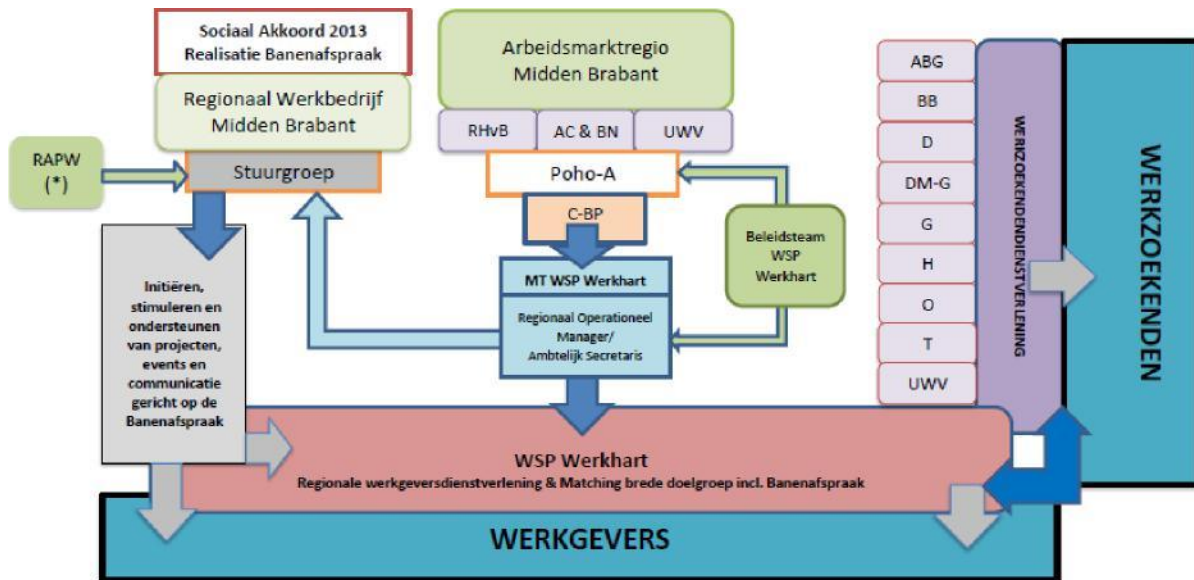 Sociaal Akkoord 2013
Realisatie Banenafspraak
Regionaal Werkbedrijf
Midden Brabant
Stuurgroep
RAPW
(*)
Initiëren,
stimuleren en
ondersteunen
van projecten,
events en
communicatie
gericht op de
Banenafspraak
Arbeidsmarktregio
Midden Brabant
RHvB
AC & BN
UWV
Poho-A
C-BP
MT WSP Werkhart
Regionaal Operationeel
Manager/
Ambtelijk Secretaris
Beleidsteam
WSP
Werkhart
ABG
BB
D
DM-G
G
H
O
T
UWV
WERKZOEKENDENDIENSTVERLENING
WERKZOEKENDEN
WSP Werkhart
Regionale werkgeversdienstverlening & Matching brede doelgroep incl. Banenafspraak
WERKGEVERS